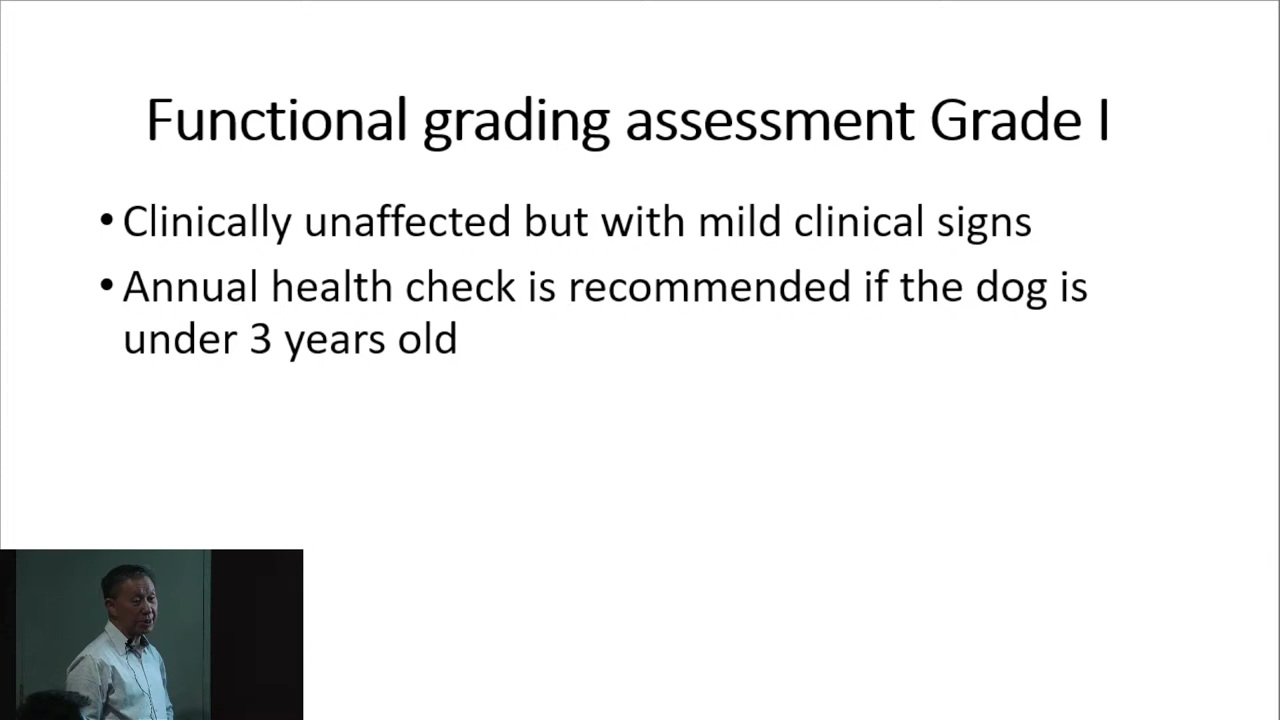 Functional grading assessment Grade I
• Clinically unaffected but with mild clinical signs
• Annual health check is recommended if the dog is
under 3 years old